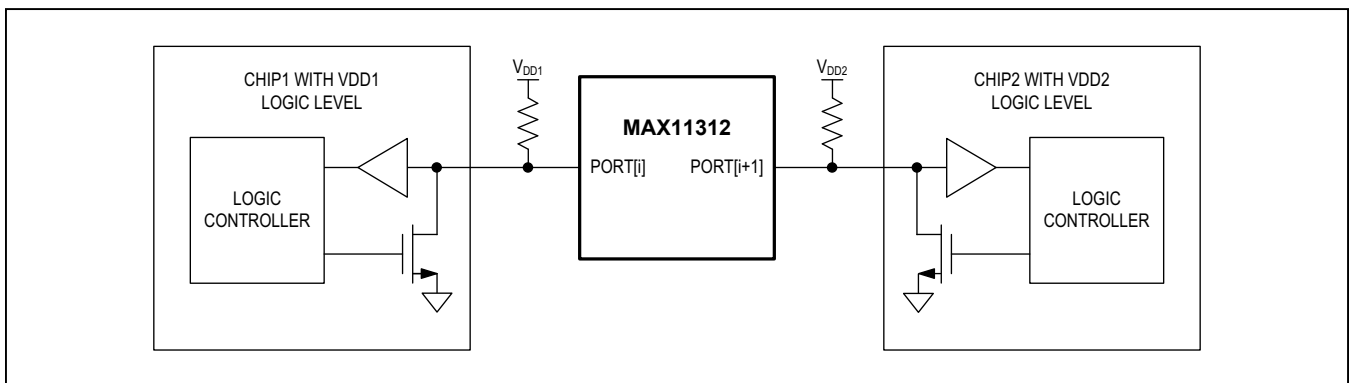 CHIP1 WITH VDD1
LOGIC LEVEL
LOGIC
CONTROLLER
VDD1
MAX11312
PORT[i]
PORT[i+1]
VDD2
CHIP2 WITH VDD2
LOGIC LEVEL
LOGIC
CONTROLLER